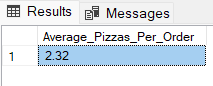 Results Messages
Average_Pizzas_Per_Order
1 2.32